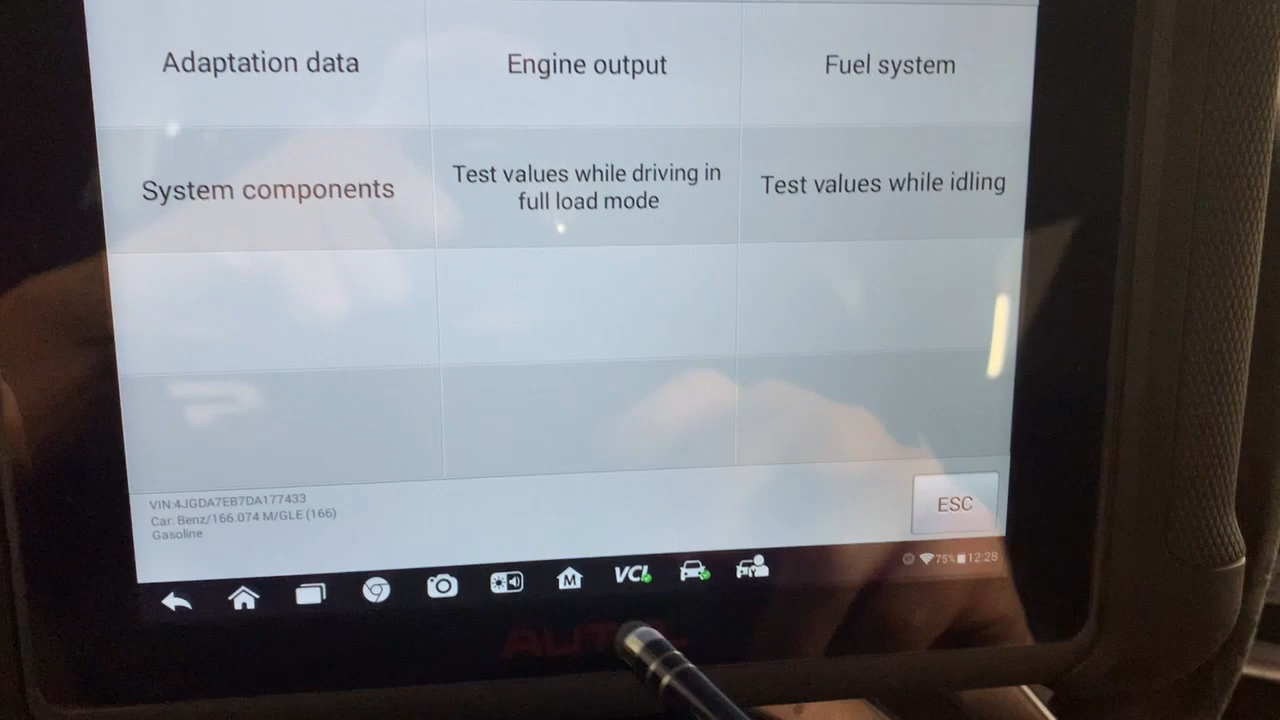 Adaptation data
Engine output
Fuel system
System components
Test values while driving in
full load mode
Test values while idling
VIN:4JGDA7EB7DA177433
Car: Benz/166.074 M/GLE (166)
Gasoline
ESC
M
VCI
75%
12:28
AUTEL